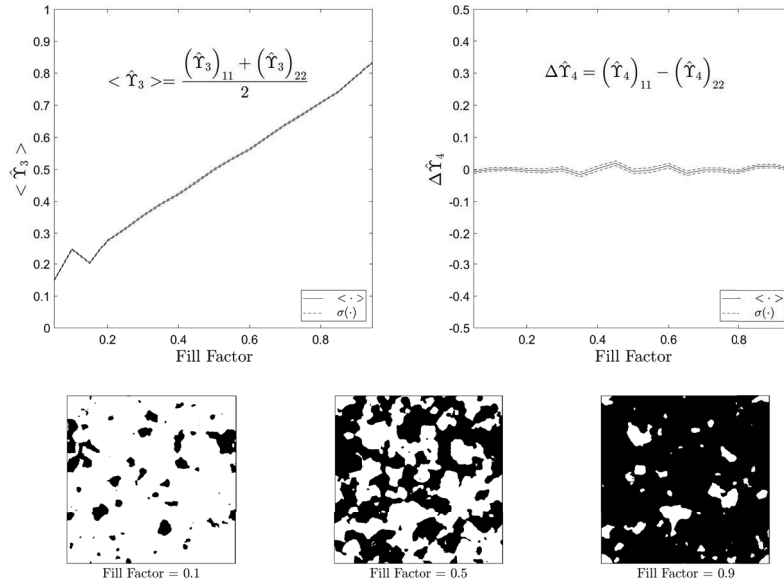 1
0.9
0.8
0.7
0.6
0.5
0.4
0.3
0.2
0.1
0
< Υ̂₃ >
< Υ̂₃ >= ((Υ̂₃)₁₁ + (Υ̂₃)₂₂) / 2
< · >
σ(·)
0.2 0.4 0.6 0.8
Fill Factor
0.5
0.4
0.3
0.2
0.1
0
-0.1
-0.2
-0.3
-0.4
-0.5
ΔΥ̂₄
ΔΥ̂₄ = (Υ̂₄)₁₁ − (Υ̂₄)₂₂
< · >
σ(·)
0.2 0.4 0.6 0.8
Fill Factor
Fill Factor = 0.1
Fill Factor = 0.5
Fill Factor = 0.9